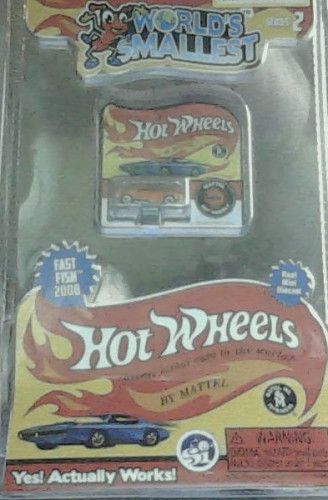 WORLD'S
SMALLEST
SERIES 2
HOT WHEELS
FAST
FISH
2000
Real
Mini
Diecast
HOT WHEELS
BY MATTEL
WARNING
Yes! Actually Works!